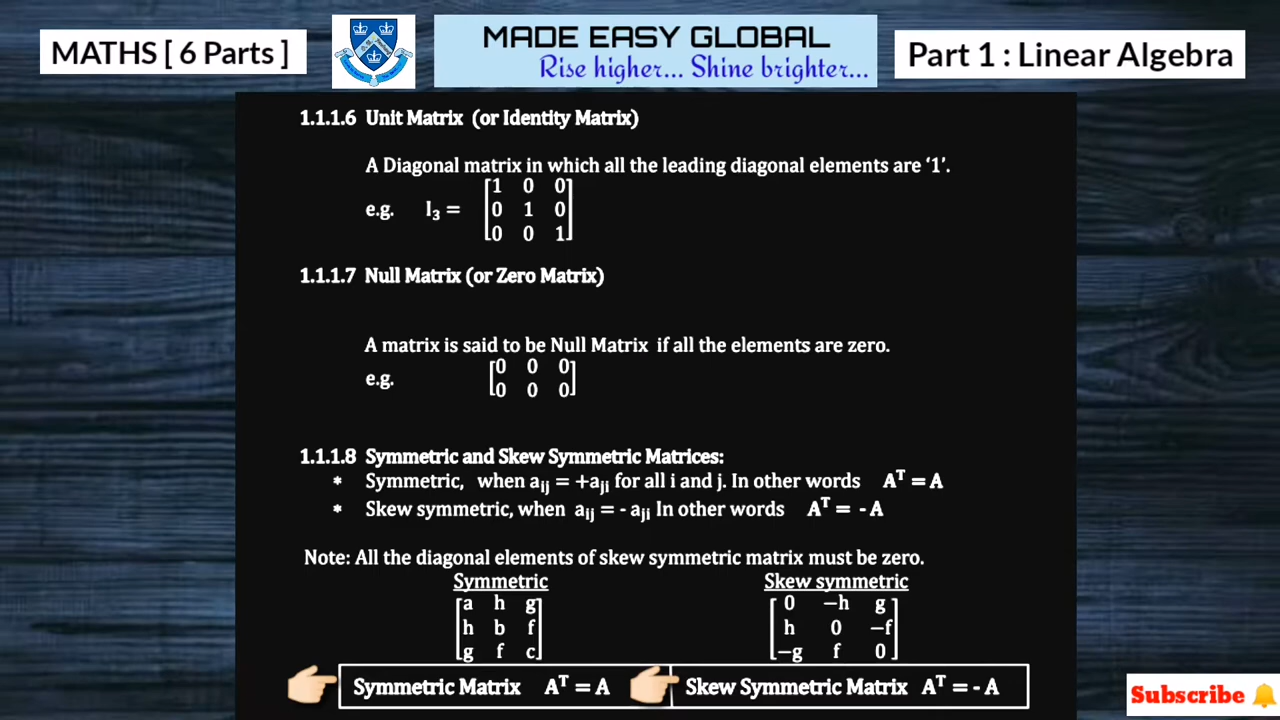 MATHS [ 6 Parts ]
MADE EASY GLOBAL
Rise higher... Shine brighter...
Part 1 : Linear Algebra
1.1.1.6 Unit Matrix (or Identity Matrix)
A Diagonal matrix in which all the leading diagonal elements are ‘1’.
e.g. I₃ =
[1 0 0]
[0 1 0]
[0 0 1]
1.1.1.7 Null Matrix (or Zero Matrix)
A matrix is said to be Null Matrix if all the elements are zero.
e.g.
[0 0 0]
[0 0 0]
1.1.1.8 Symmetric and Skew Symmetric Matrices:
* Symmetric, when aᵢⱼ = +aⱼᵢ for all i and j. In other words Aᵀ = A
* Skew symmetric, when aᵢⱼ = - aⱼᵢ In other words Aᵀ = - A
Note: All the diagonal elements of skew symmetric matrix must be zero.
Symmetric
[a h g]
[h b f]
[g f c]
Skew symmetric
[0 −h g]
[h 0 −f]
[−g f 0]
Symmetric Matrix Aᵀ = A
Skew Symmetric Matrix Aᵀ = - A
Subscribe